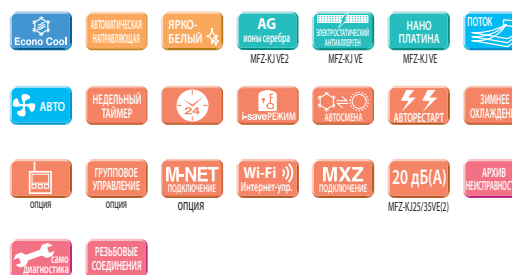 Econo Cool
АВТОМАТИЧЕСКАЯ
НАПРАВЛЯЮЩАЯ
ЯРКО-
БЕЛЫЙ
AG
ионы серебра
MFZ-KJ VE2
ЭЛЕКТРОСТАТИЧЕСКИЙ
АНТИАЛЛЕРГЕН
MFZ-KJ VE
НАНО
ПЛАТИНА
MFZ-KJ VE
ПОТОК
АВТО
НЕДЕЛЬНЫЙ
ТАЙМЕР
24
i-saveРЕЖИМ
АВТОСМЕНА
АВТОРЕСТАРТ
ЗИМНЕЕ
ОХЛАЖДЕНИ
опция
ГРУППОВОЕ
УПРАВЛЕНИЕ
опция
M-NET
ПОДКЛЮЧЕНИЕ
опция
Wi-Fi
Интернет-упр.
MXZ
ПОДКЛЮЧЕНИЕ
20 дБ(А)
MFZ-KJ25/35VE(2)
АРХИВ
НЕИСПРАВНОСТ
само
диагностика
РЕЗЬБОВЫЕ
СОЕДИНЕНИЯ